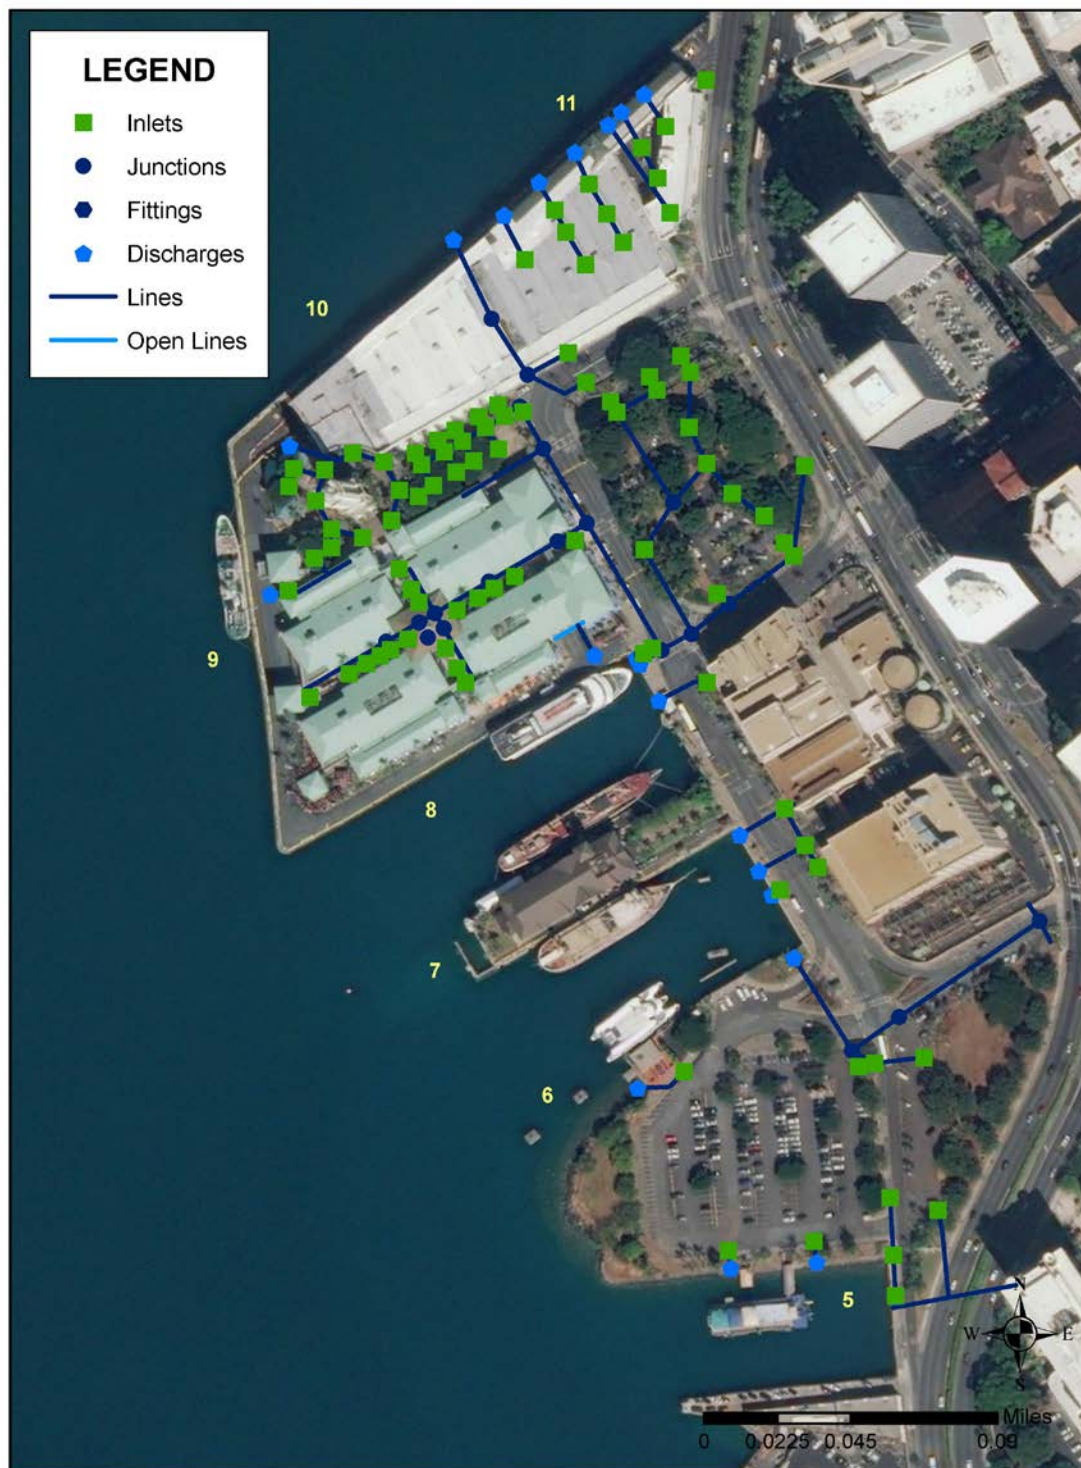 LEGEND
Inlets
Junctions
Fittings
Discharges
Lines
Open Lines
11
10
9
8
7
6
5
N
W E
S
Miles
0 0.0225 0.045 0.09